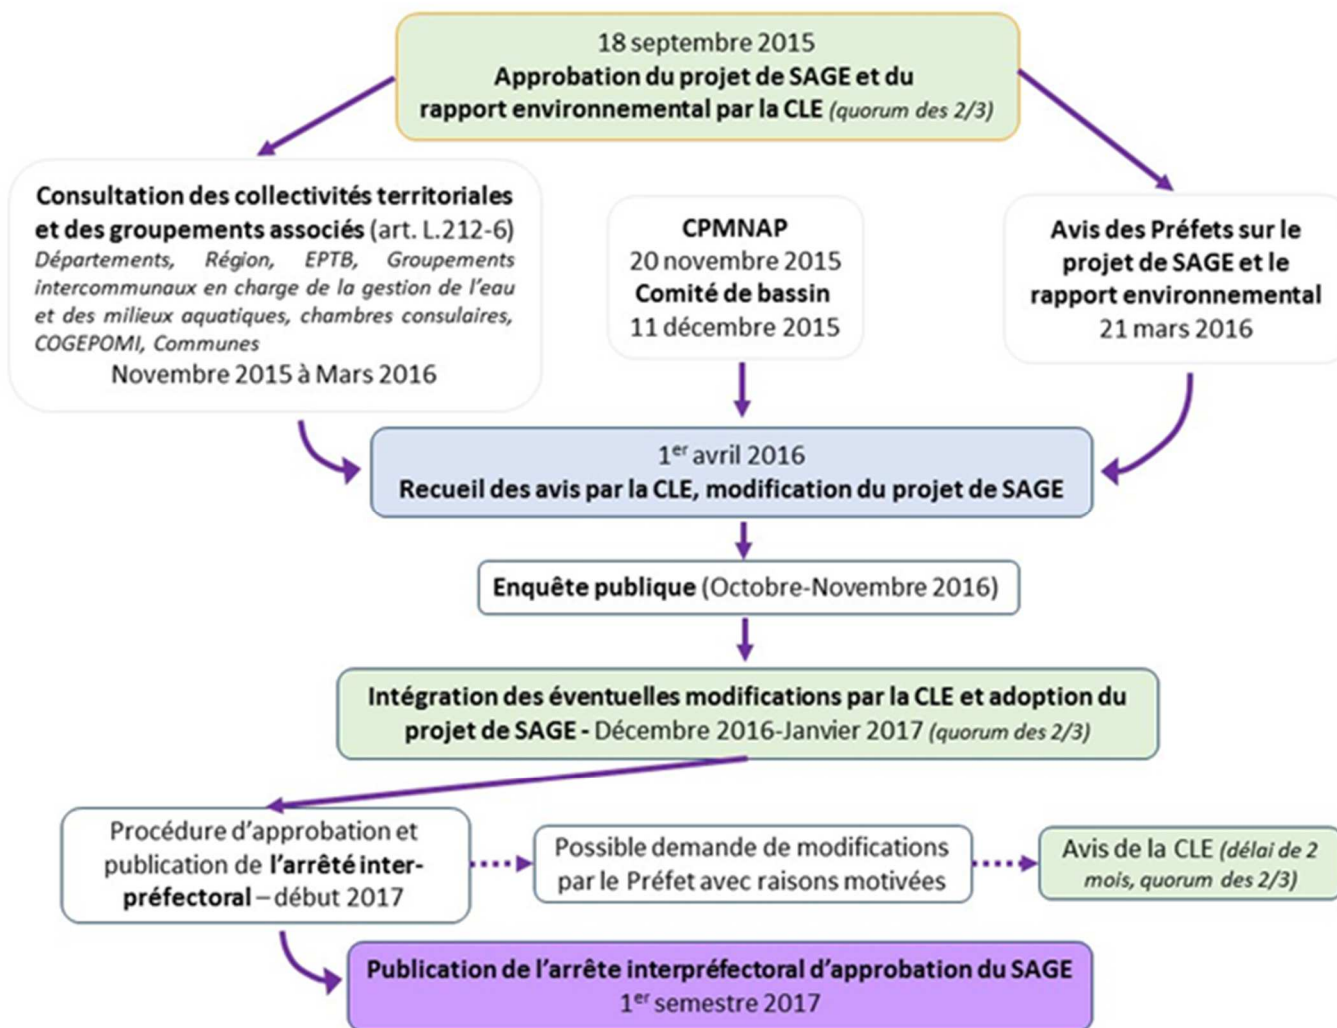 18 septembre 2015
Approbation du projet de SAGE et du
rapport environnemental par la CLE (quorum des 2/3)
Consultation des collectivités territoriales
et des groupements associés (art. L.212-6)
Départements, Région, EPTB, Groupements
intercommunaux en charge de la gestion de l'eau
et des milieux aquatiques, chambres consulaires,
COGEPOMI, Communes
Novembre 2015 à Mars 2016
CPMNAP
20 novembre 2015
Comité de bassin
11 décembre 2015
Avis des Préfets sur le
projet de SAGE et le
rapport environnemental
21 mars 2016
1er avril 2016
Recueil des avis par la CLE, modification du projet de SAGE
Enquête publique (Octobre-Novembre 2016)
Intégration des éventuelles modifications par la CLE et adoption du
projet de SAGE - Décembre 2016-Janvier 2017 (quorum des 2/3)
Procédure d'approbation et
publication de l'arrêté inter-
préfectoral – début 2017
Possible demande de modifications
par le Préfet avec raisons motivées
Avis de la CLE (délai de 2
mois, quorum des 2/3)
Publication de l'arrête interpréfectoral d'approbation du SAGE
1er semestre 2017